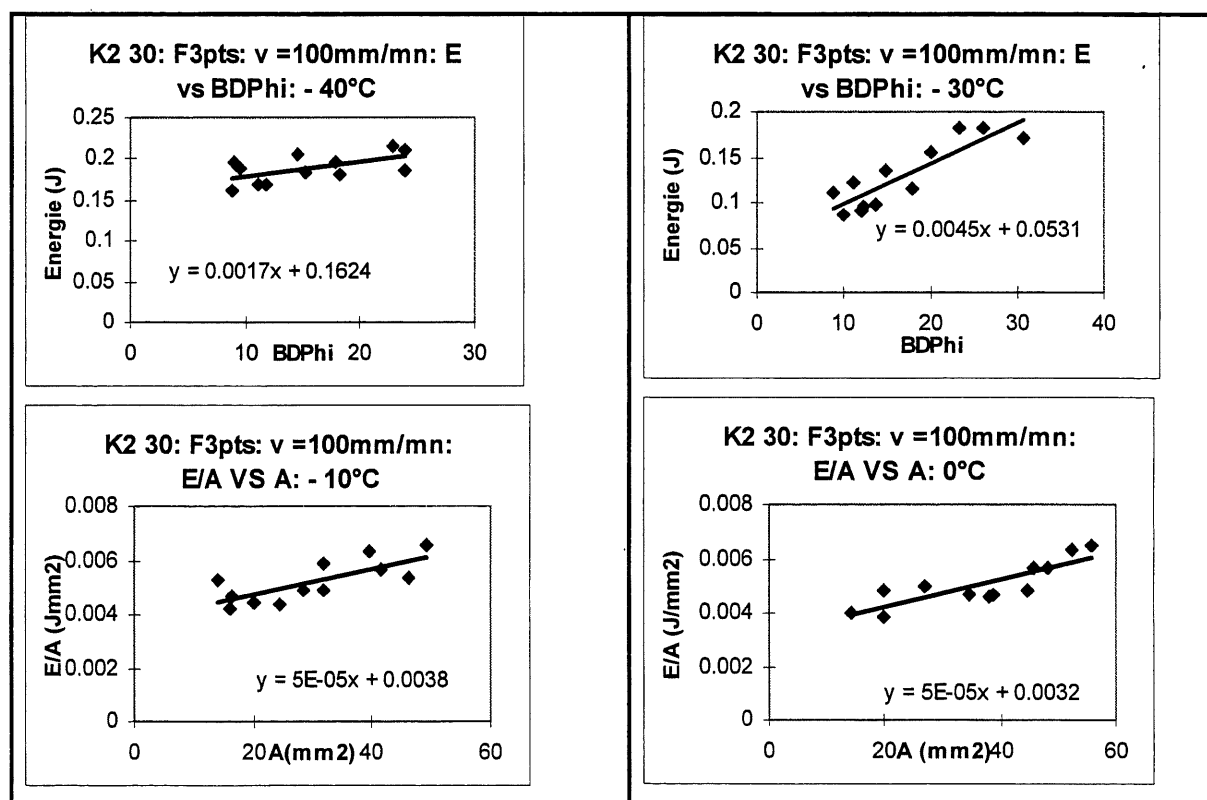 K2 30: F3pts: v =100mm/mn: E
vs BDPhi: - 40°C
0.25
0.2
0.15
0.1
0.05
0
Energie (J)
y = 0.0017x + 0.1624
0
10
20
30
BDPhi
K2 30: F3pts: v =100mm/mn: E
vs BDPhi: - 30°C
0.2
0.15
0.1
0.05
0
Energie (J)
y = 0.0045x + 0.0531
0
10
20
30
40
BDPhi
K2 30: F3pts: v =100mm/mn:
E/A VS A: - 10°C
0.008
0.006
0.004
0.002
0
E/A (Jmm2)
y = 5E-05x + 0.0038
0
20
A(mm2)
40
60
K2 30: F3pts: v =100mm/mn:
E/A VS A: 0°C
0.008
0.006
0.004
0.002
0
E/A (J/mm2)
y = 5E-05x + 0.0032
0
20
A (mm2)
40
60